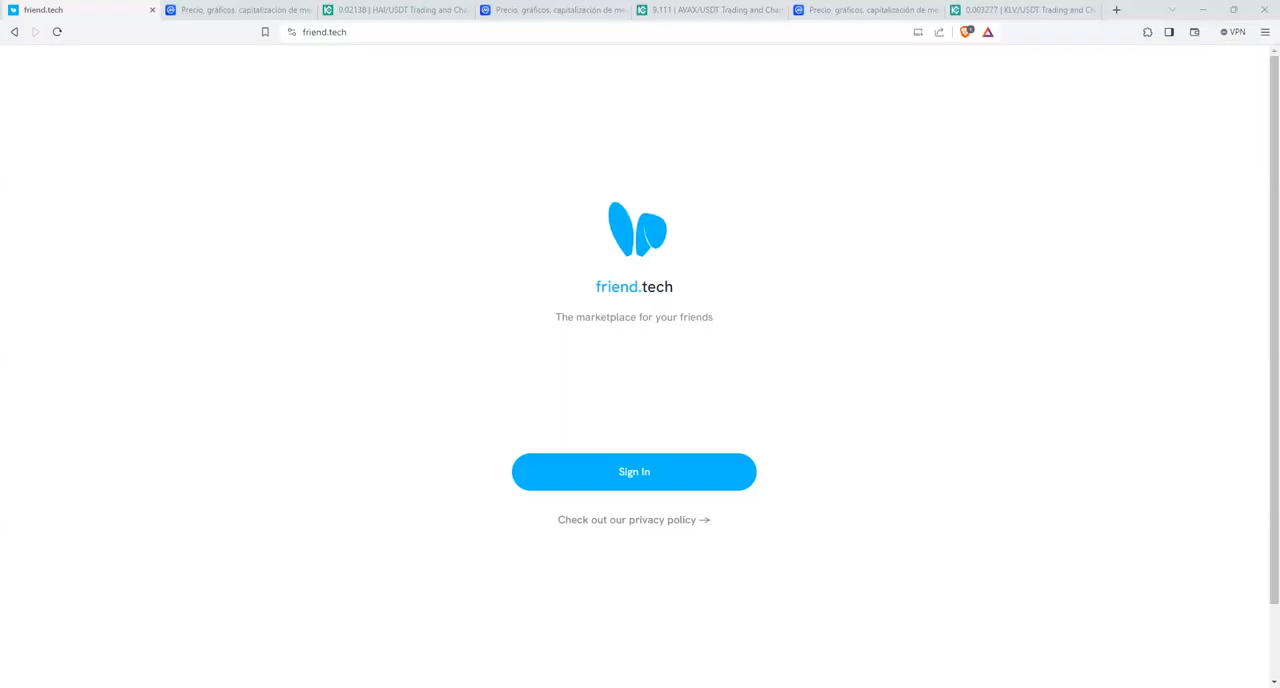 friend.tech
Precio, gráficos, capitalización de me
0.02138 | HAI/USDT Trading and Cha
Precio, gráficos, capitalización de me
9.111 | AVAX/USDT Trading and Cha
Precio, gráficos, capitalización de me
0.003277 | KLV/USDT Trading and Ch
friend.tech
1
VPN
friend.tech
The marketplace for your friends
Sign In
Check out our privacy policy →